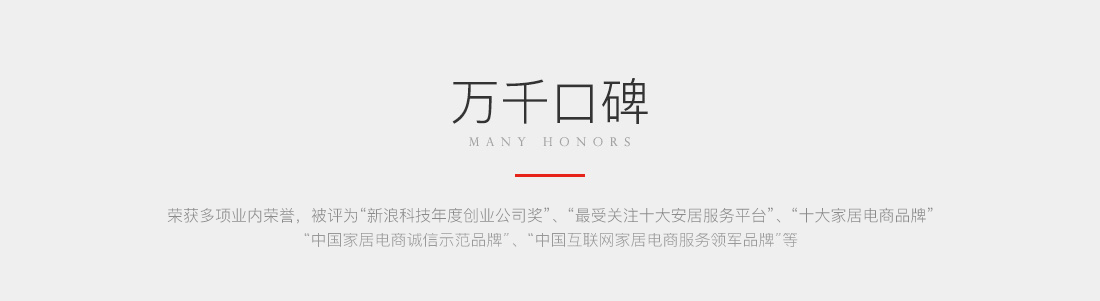 万千口碑
MANY HONORS
荣获多项业内荣誉，被评为“新浪科技年度创业公司奖”、“最受关注十大安居服务平台”、“十大家居电商品牌”
“中国家居电商诚信示范品牌”、“中国互联网家居电商服务领军品牌”等